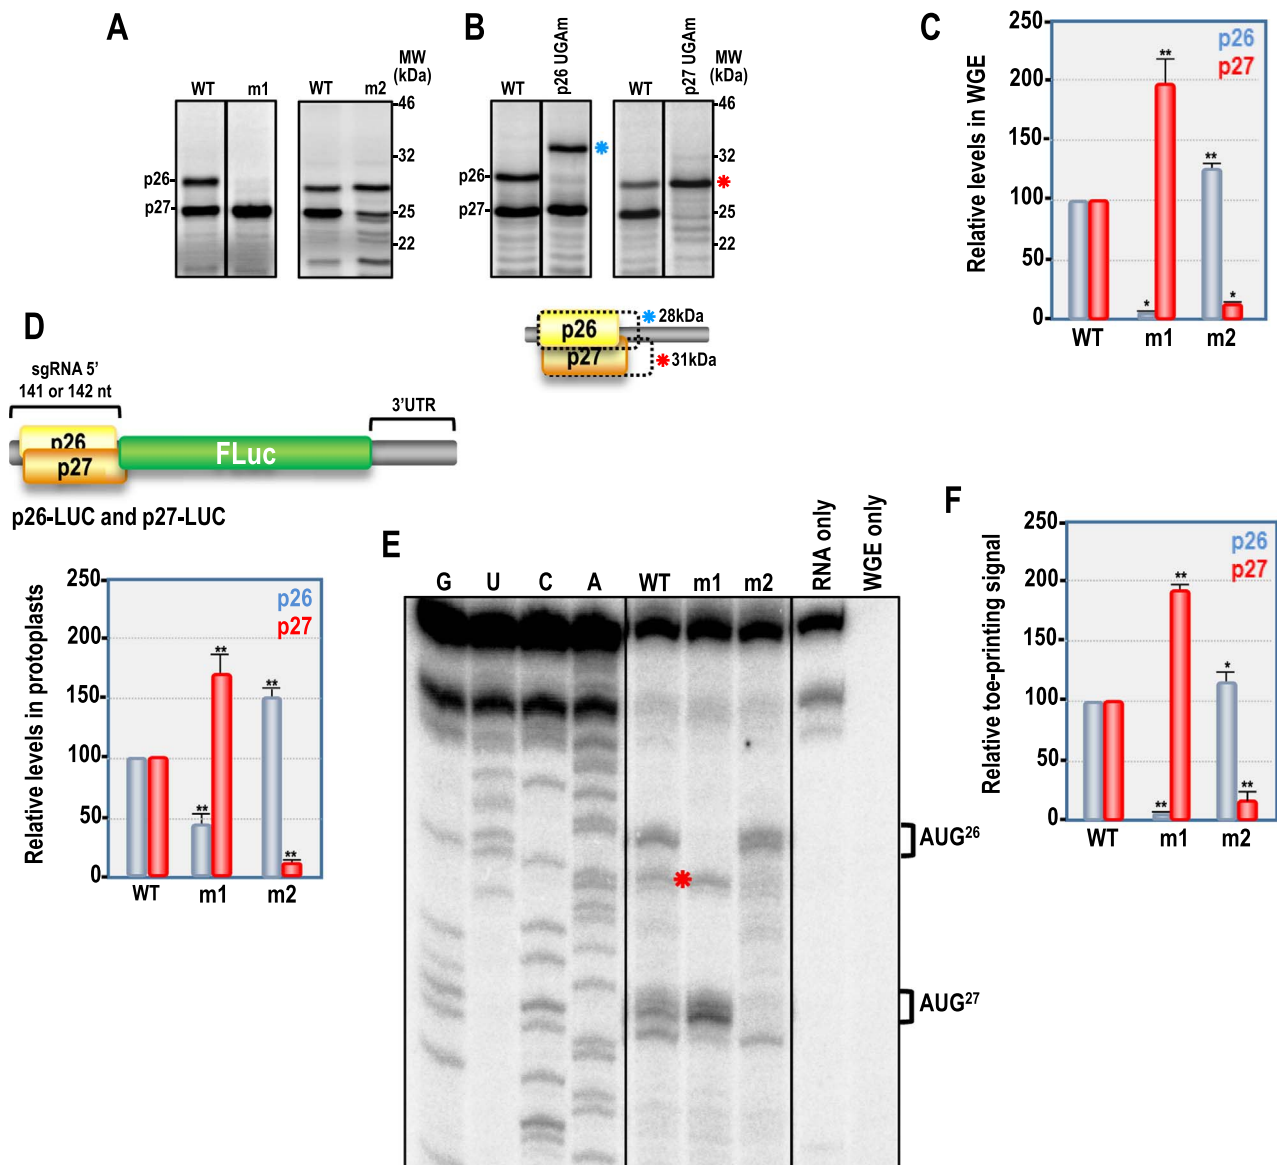 A
WT
m1
WT
m2
MW
(kDa)
46
32
25
22
p26
p27
B
WT
p26 UGAm
WT
p27 UGAm
MW
(kDa)
46
32
25
22
p26
p27
p26
p27
28kDa
31kDa
C
Relative levels in WGE
250
200
150
100
50
0
p26
p27
*
**
**
*
WT
m1
m2
D
sgRNA 5'
141 or 142 nt
3'UTR
p26
p27
FLuc
p26-LUC and p27-LUC
Relative levels in protoplasts
250
200
150
100
50
0
p26
p27
**
**
**
**
WT
m1
m2
E
G
U
C
A
WT
m1
m2
RNA only
WGE only
AUG26
AUG27
F
Relative toe-printing signal
250
200
150
100
50
0
p26
p27
**
**
*
**
WT
m1
m2